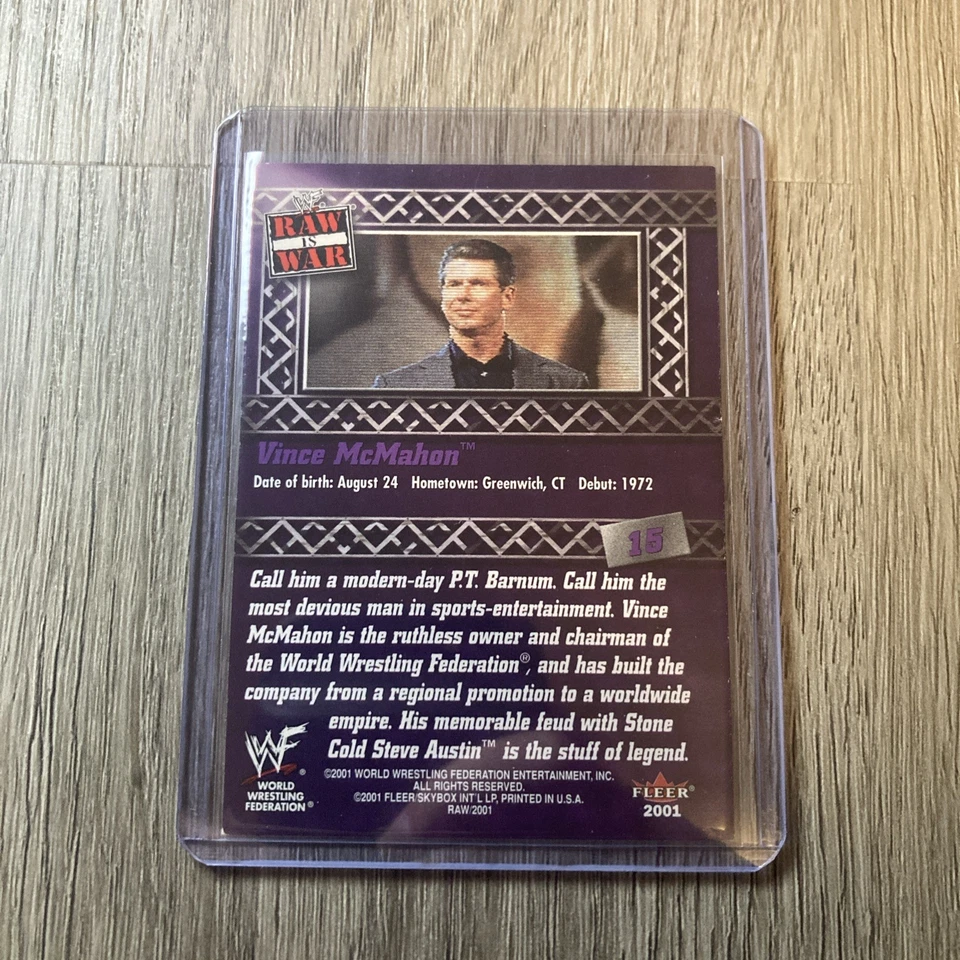 WF
RAW
IS
WAR
Vince McMahon™
Date of birth: August 24 Hometown: Greenwich, CT Debut: 1972
15
Call him a modern-day P.T. Barnum. Call him the
most devious man in sports-entertainment. Vince
McMahon is the ruthless owner and chairman of
the World Wrestling Federation®, and has built the
company from a regional promotion to a worldwide
empire. His memorable feud with Stone
Cold Steve Austin™ is the stuff of legend.
WF®
WORLD
WRESTLING
FEDERATION®
©2001 WORLD WRESTLING FEDERATION ENTERTAINMENT, INC.
ALL RIGHTS RESERVED.
©2001 FLEER/SKYBOX INT'L LP, PRINTED IN U.S.A.
RAW/2001
FLEER®
2001